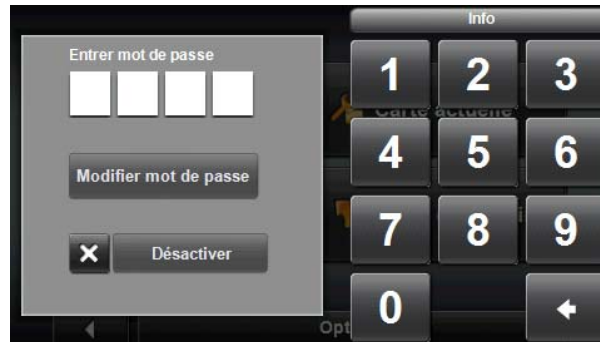 Info
Entrer mot de passe
1 2 3
Carte actuelle
4 5 6
Modifier mot de passe
7 8 9
Désactiver
0
Opt